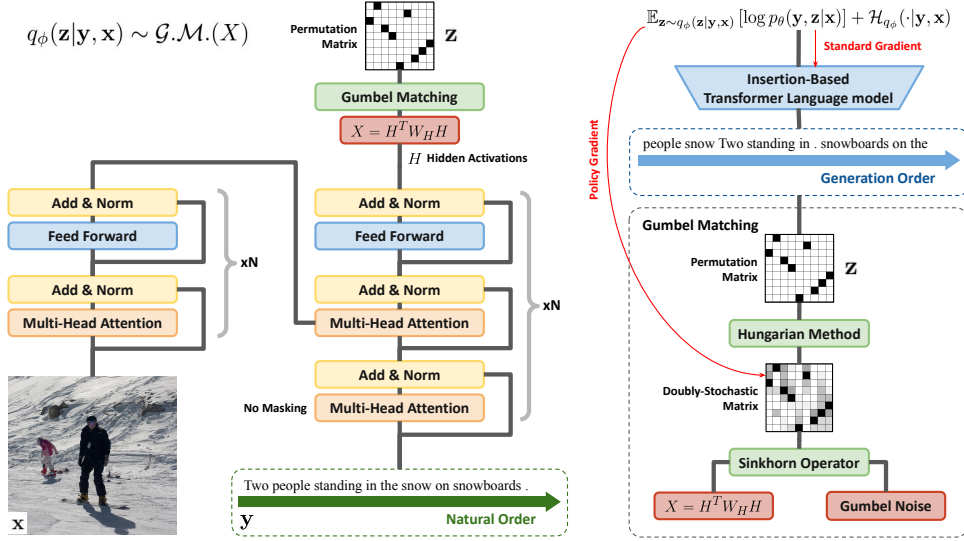 q_ϕ(z|y, x) ∼ G.M.(X)
Permutation
Matrix
z
Gumbel Matching
X = H^T W_H H
H Hidden Activations
Add & Norm
Feed Forward
Add & Norm
Multi-Head Attention
xN
x
Add & Norm
Feed Forward
Add & Norm
Multi-Head Attention
Add & Norm
No Masking
Multi-Head Attention
xN
Two people standing in the snow on snowboards .
y
Natural Order
𝔼_{z∼q_ϕ(z|y,x)} [log p_θ(y, z|x)] + H_{q_ϕ}(·|y, x)
Standard Gradient
Policy Gradient
Insertion-Based
Transformer Language model
people snow Two standing in . snowboards on the
Generation Order
Gumbel Matching
Permutation
Matrix
z
Hungarian Method
Doubly-Stochastic
Matrix
Sinkhorn Operator
X = H^T W_H H
Gumbel Noise